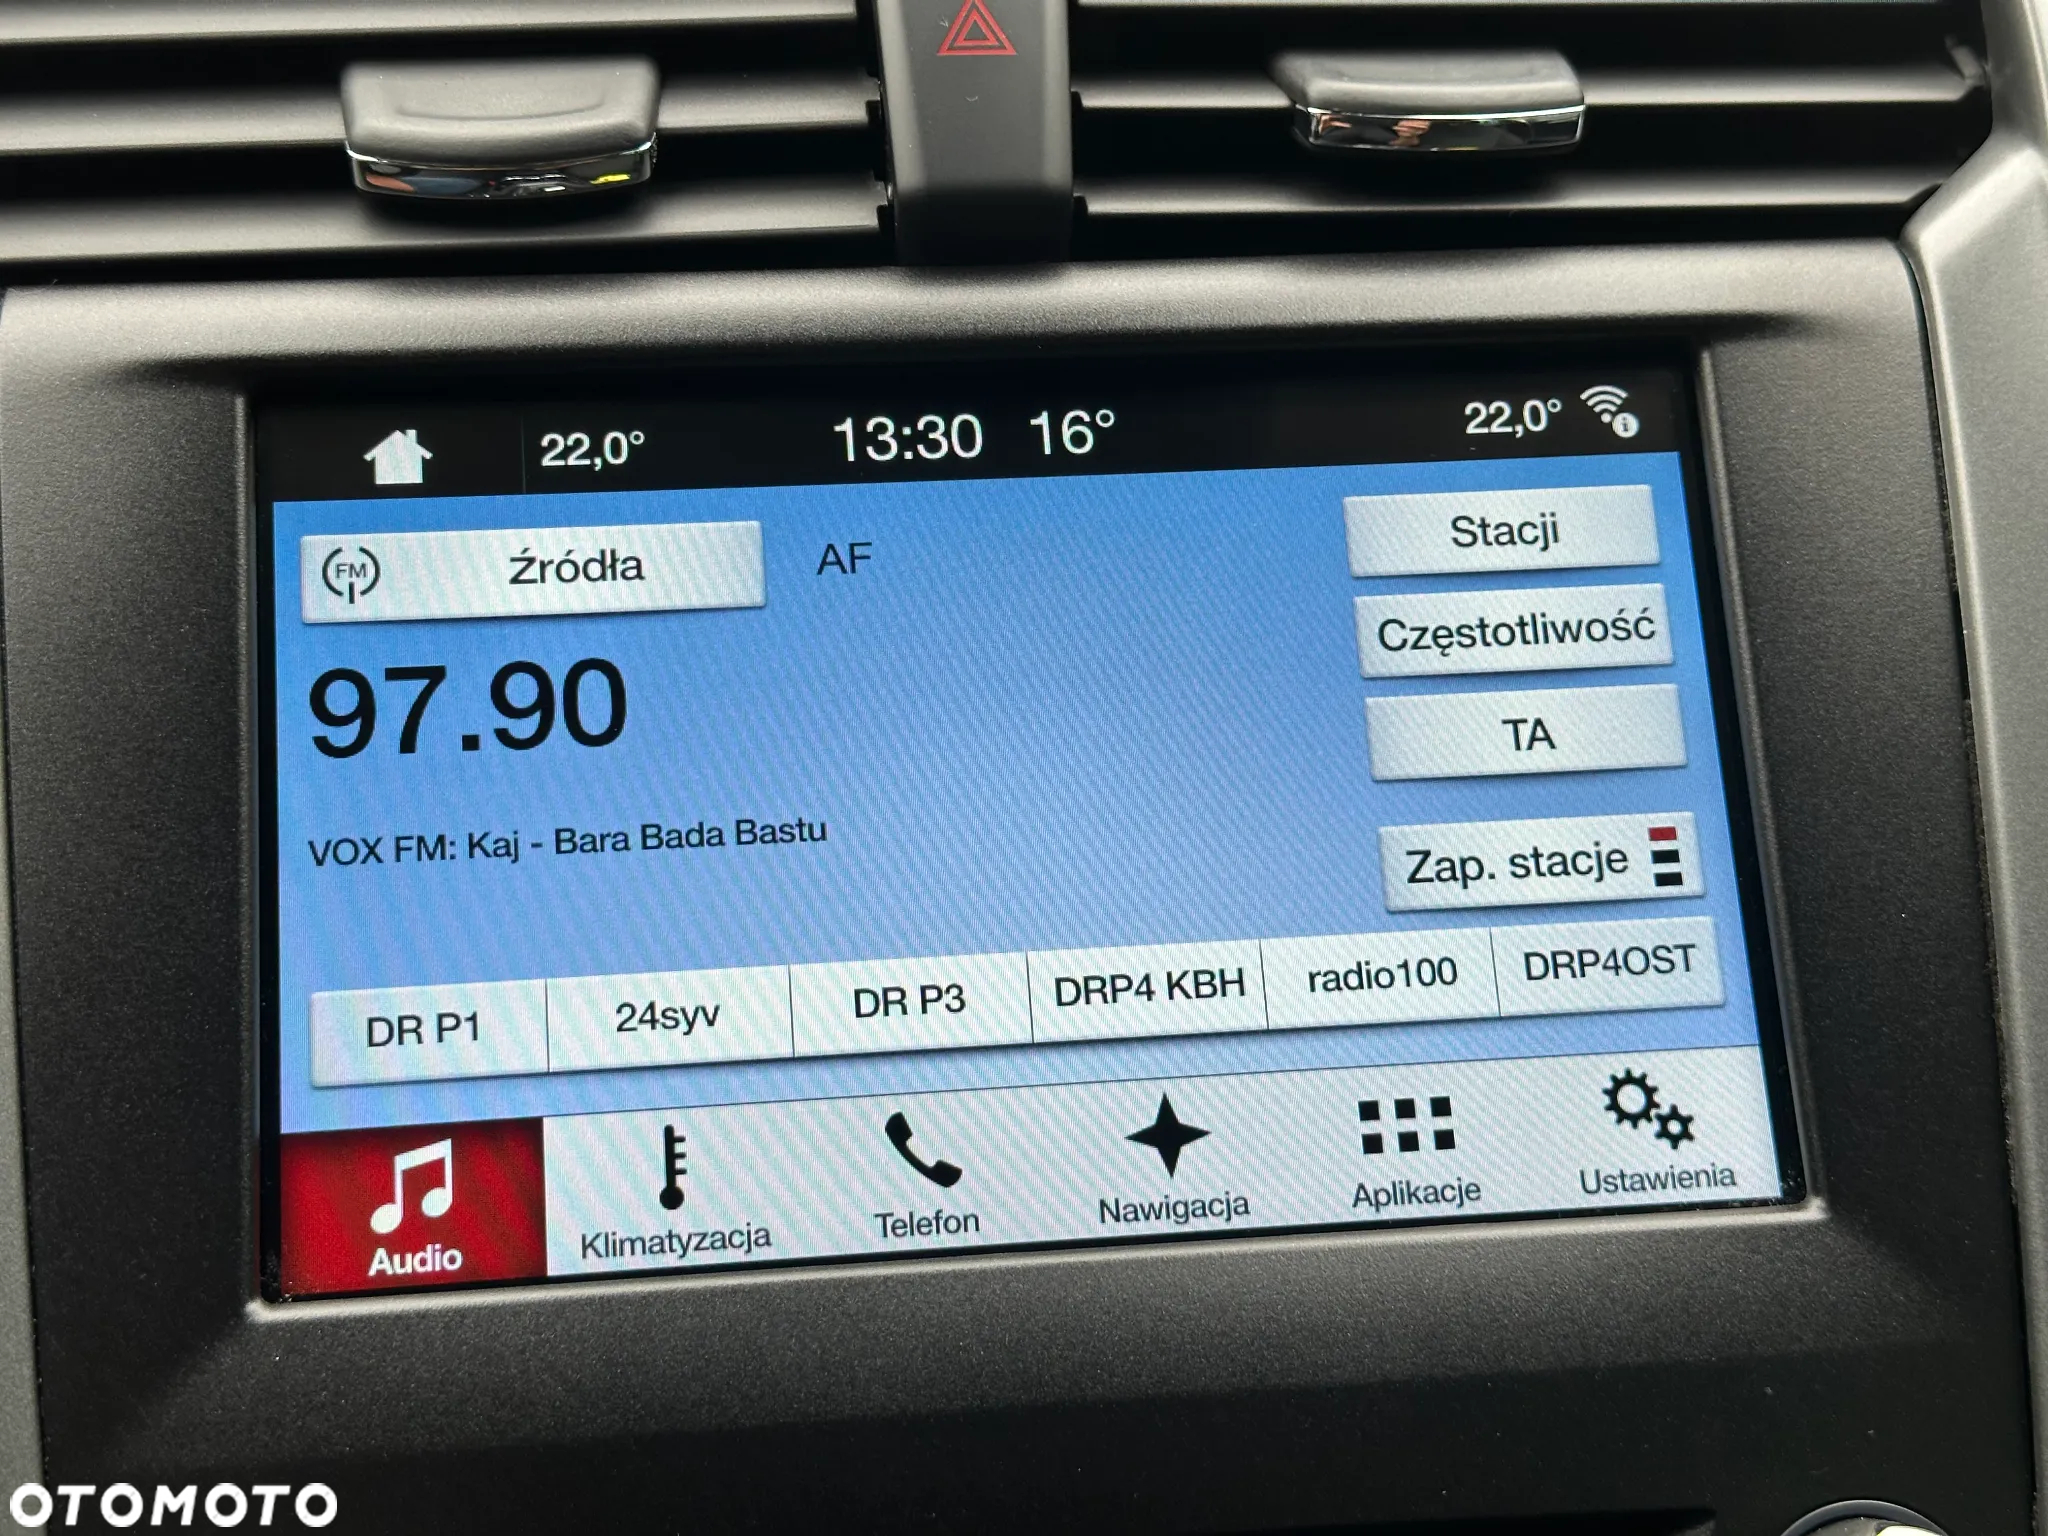 22,0°
13:30
16°
22,0°
FM
Źródła
AF
Stacji
97.90
Częstotliwość
TA
VOX FM: Kaj - Bara Bada Bastu
Zap. stacje
DR P1
24syv
DR P3
DRP4 KBH
radio100
DRP4OST
Audio
Klimatyzacja
Telefon
Nawigacja
Aplikacje
Ustawienia
OTOMOTO